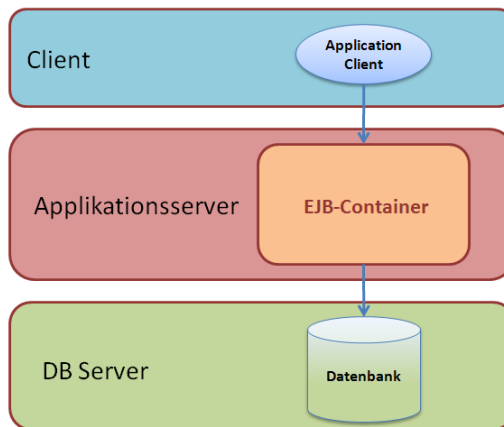 Client
Application
Client
Applikationsserver
EJB-Container
DB Server
Datenbank